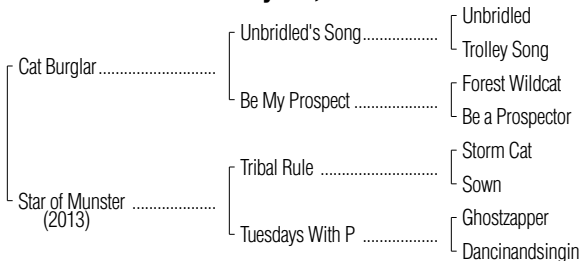 Unbridled
Unbridled's Song..................
Trolley Song
Cat Burglar.........................
Forest Wildcat
Be My Prospect ...................
Be a Prospector
Storm Cat
Tribal Rule ..........................
Sown
Star of Munster ..................
(2013)
Ghostzapper
Tuesdays With P .................
Dancinandsingin